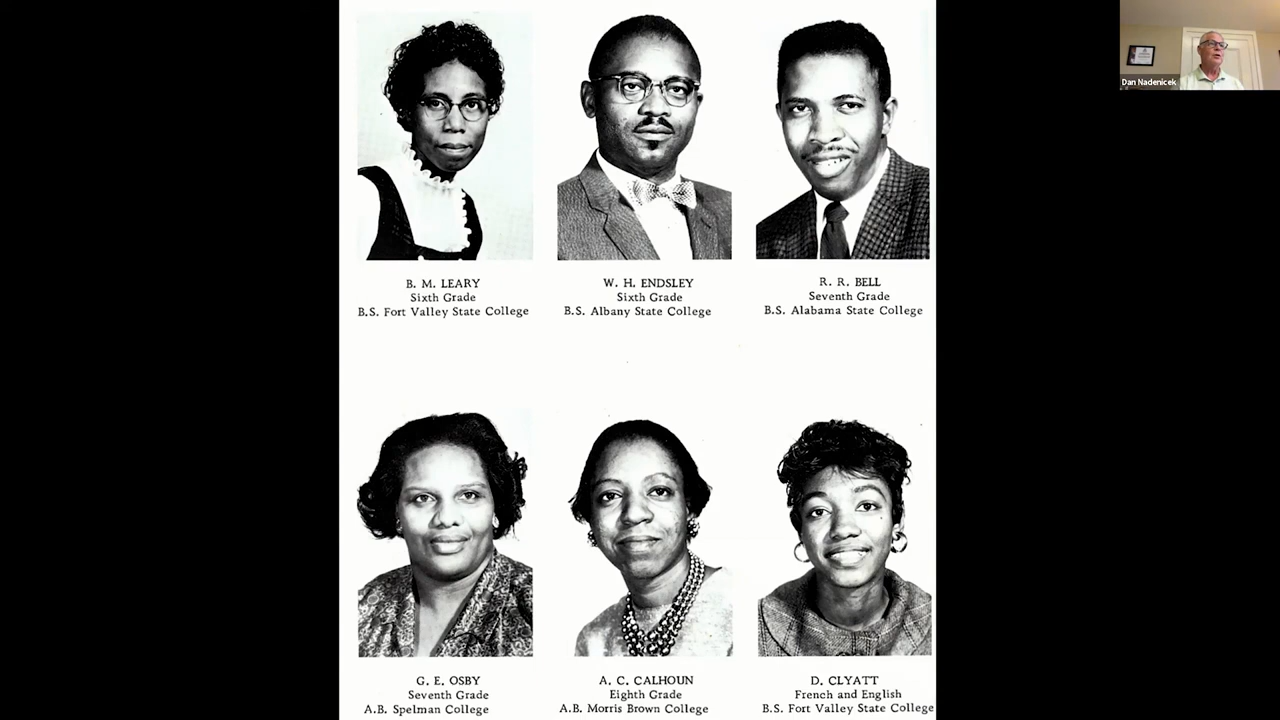 Dan Nadenicek
B. M. LEARY
Sixth Grade
B.S. Fort Valley State College
W. H. ENDSLEY
Sixth Grade
B.S. Albany State College
R. R. BELL
Seventh Grade
B.S. Alabama State College
G. E. OSBY
Seventh Grade
A.B. Spelman College
A. C. CALHOUN
Eighth Grade
A.B. Morris Brown College
D. CLYATT
French and English
B.S. Fort Valley State College